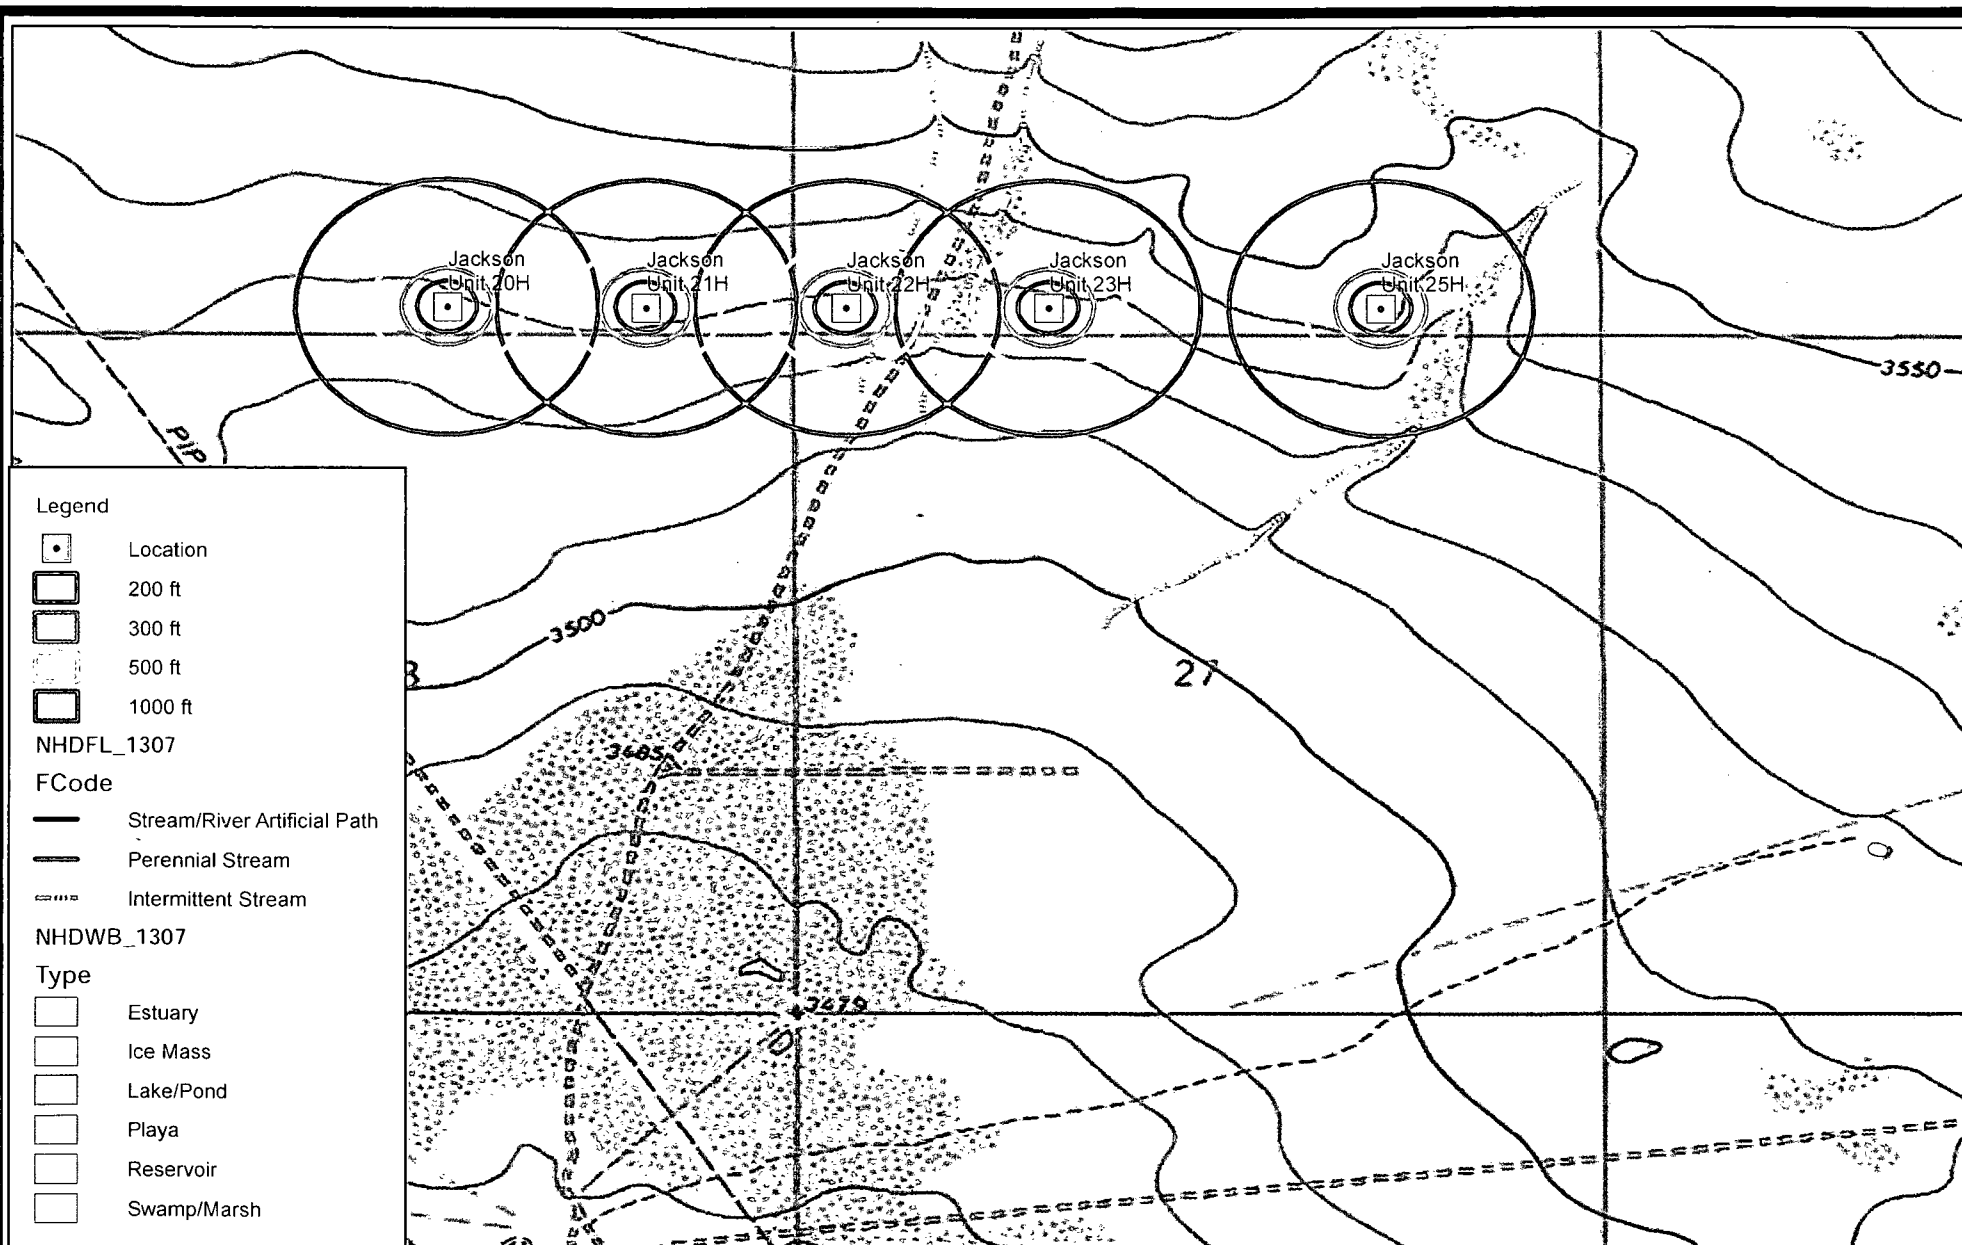 Jackson
Unit 20H
Jackson
Unit 21H
Jackson
Unit 22H
Jackson
Unit 23H
Jackson
Unit 25H
3550
PIP
3500
27
3485
3479
Legend
Location
200 ft
300 ft
500 ft
1000 ft
NHDFL_1307
FCode
Stream/River Artificial Path
Perennial Stream
Intermittent Stream
NHDWB_1307
Type
Estuary
Ice Mass
Lake/Pond
Playa
Reservoir
Swamp/Marsh